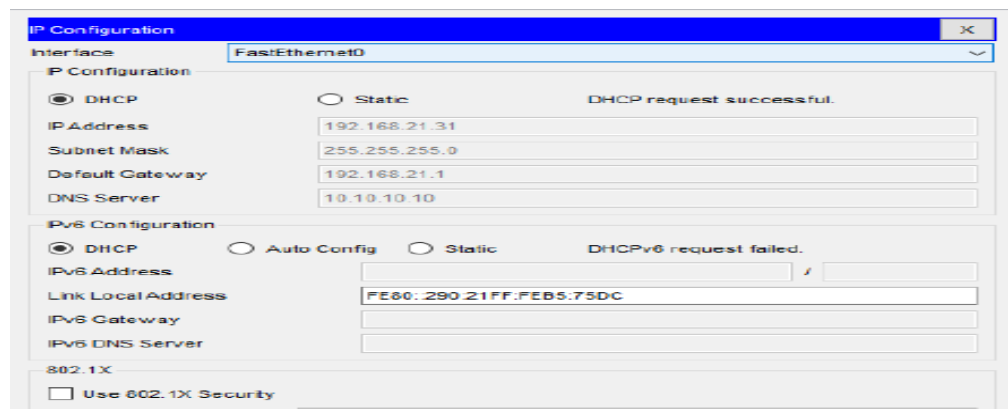 IP Configuration X
Interface FastEthernet0
IP Configuration
DHCP Static DHCP request successful.
IP Address 192.168.21.31
Subnet Mask 255.255.255.0
Default Gateway 192.168.21.1
DNS Server 10.10.10.10
IPv6 Configuration
DHCP Auto Config Static DHCPv6 request failed.
IPv6 Address /
Link Local Address FE80::290:21FF:FEB5:75DC
IPv6 Gateway
IPv6 DNS Server
802.1X
Use 802.1X Security